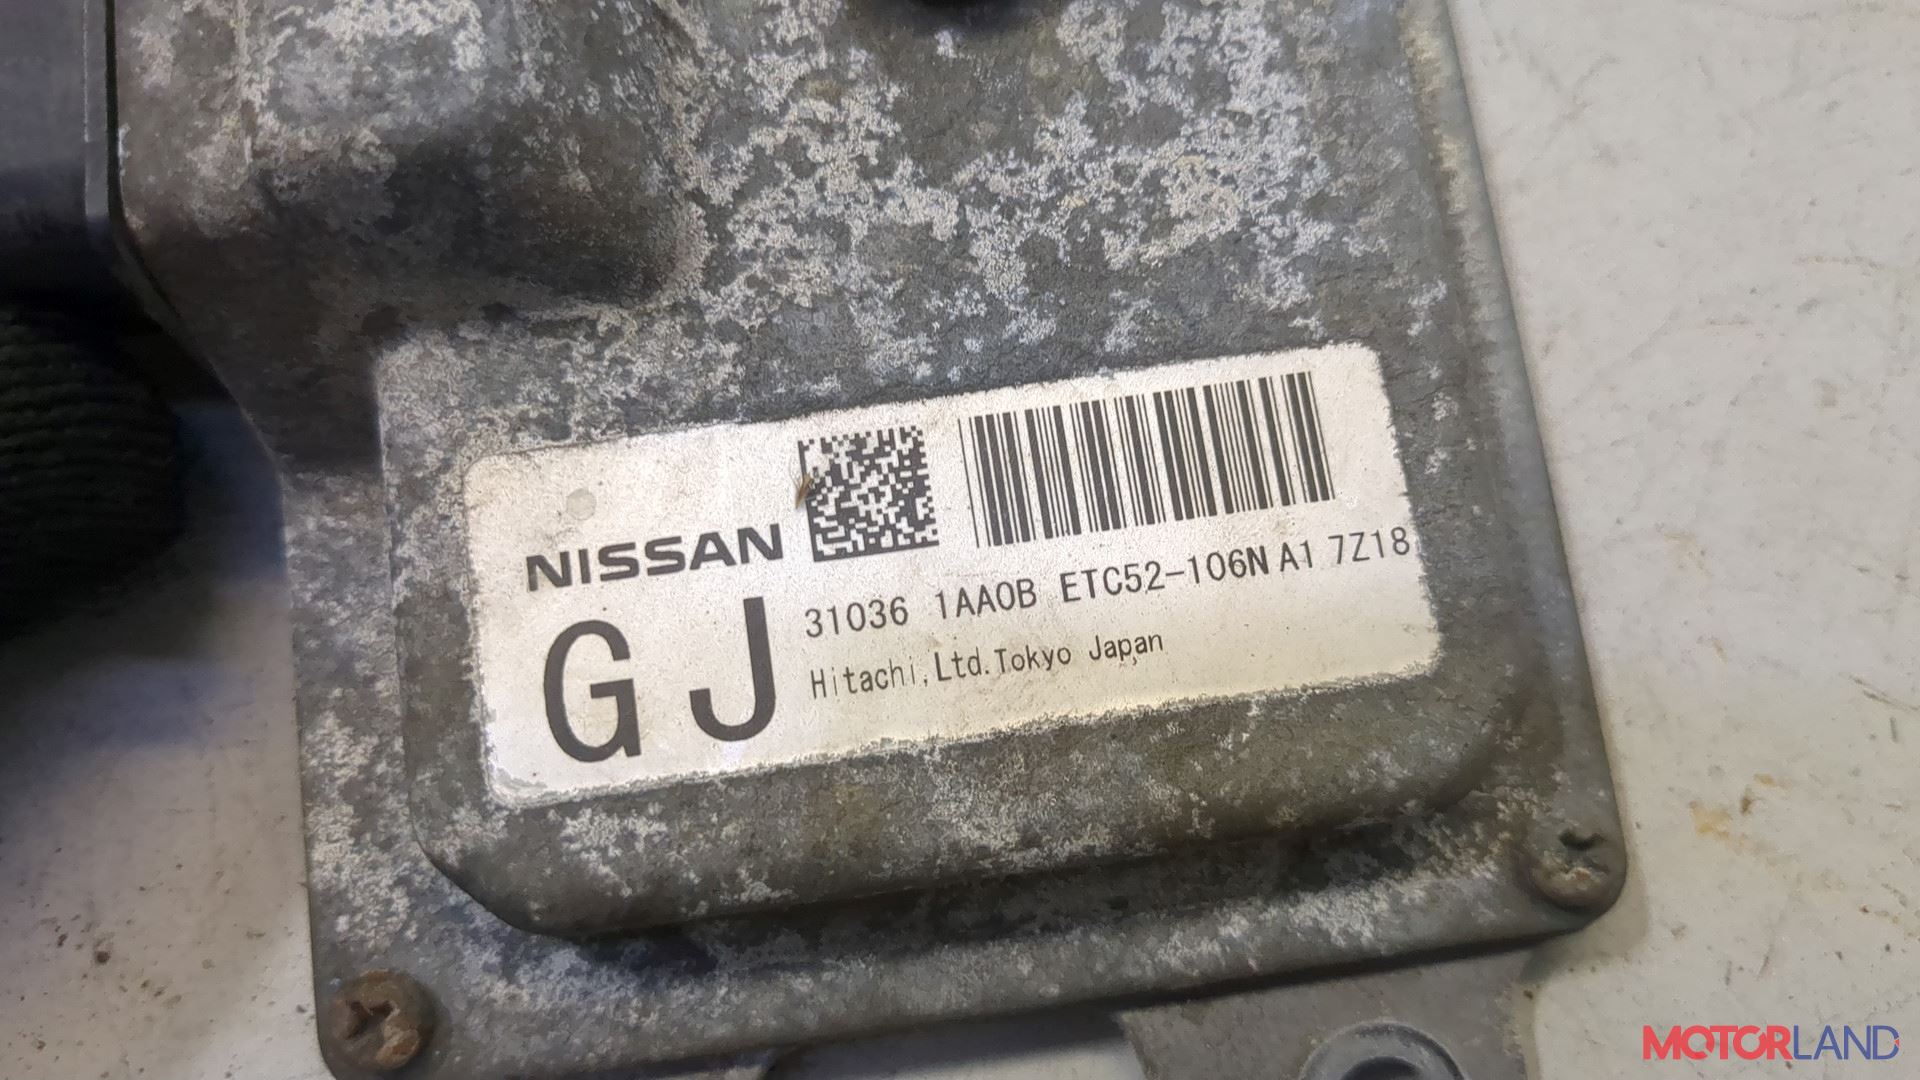 NISSAN
GJ
31036 1AA0B ETC52-106N A1 7Z18
Hitachi,Ltd.Tokyo Japan
MOTORLAND